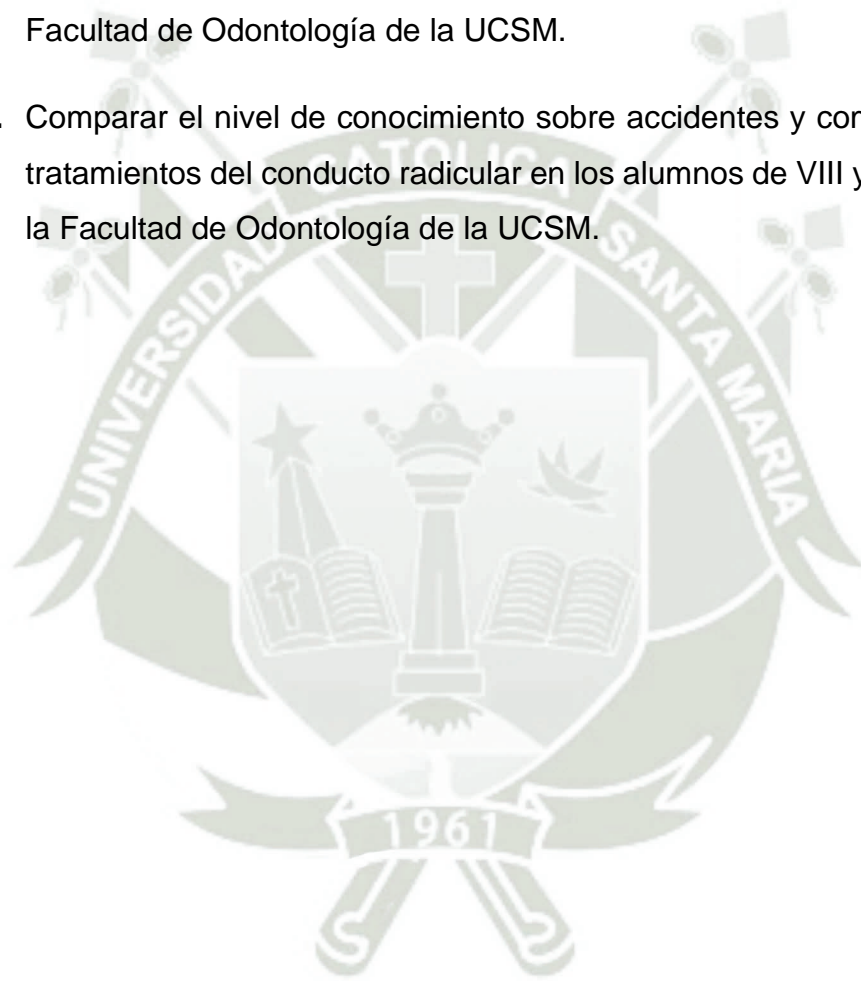 Facultad de Odontología de la UCSM.
. Comparar el nivel de conocimiento sobre accidentes y
tratamientos del conducto radicular en los alumnos de VIII y
la Facultad de Odontología de la UCSM.
UNIVERSIDAD CATOLICA SANTA MARIA
1961